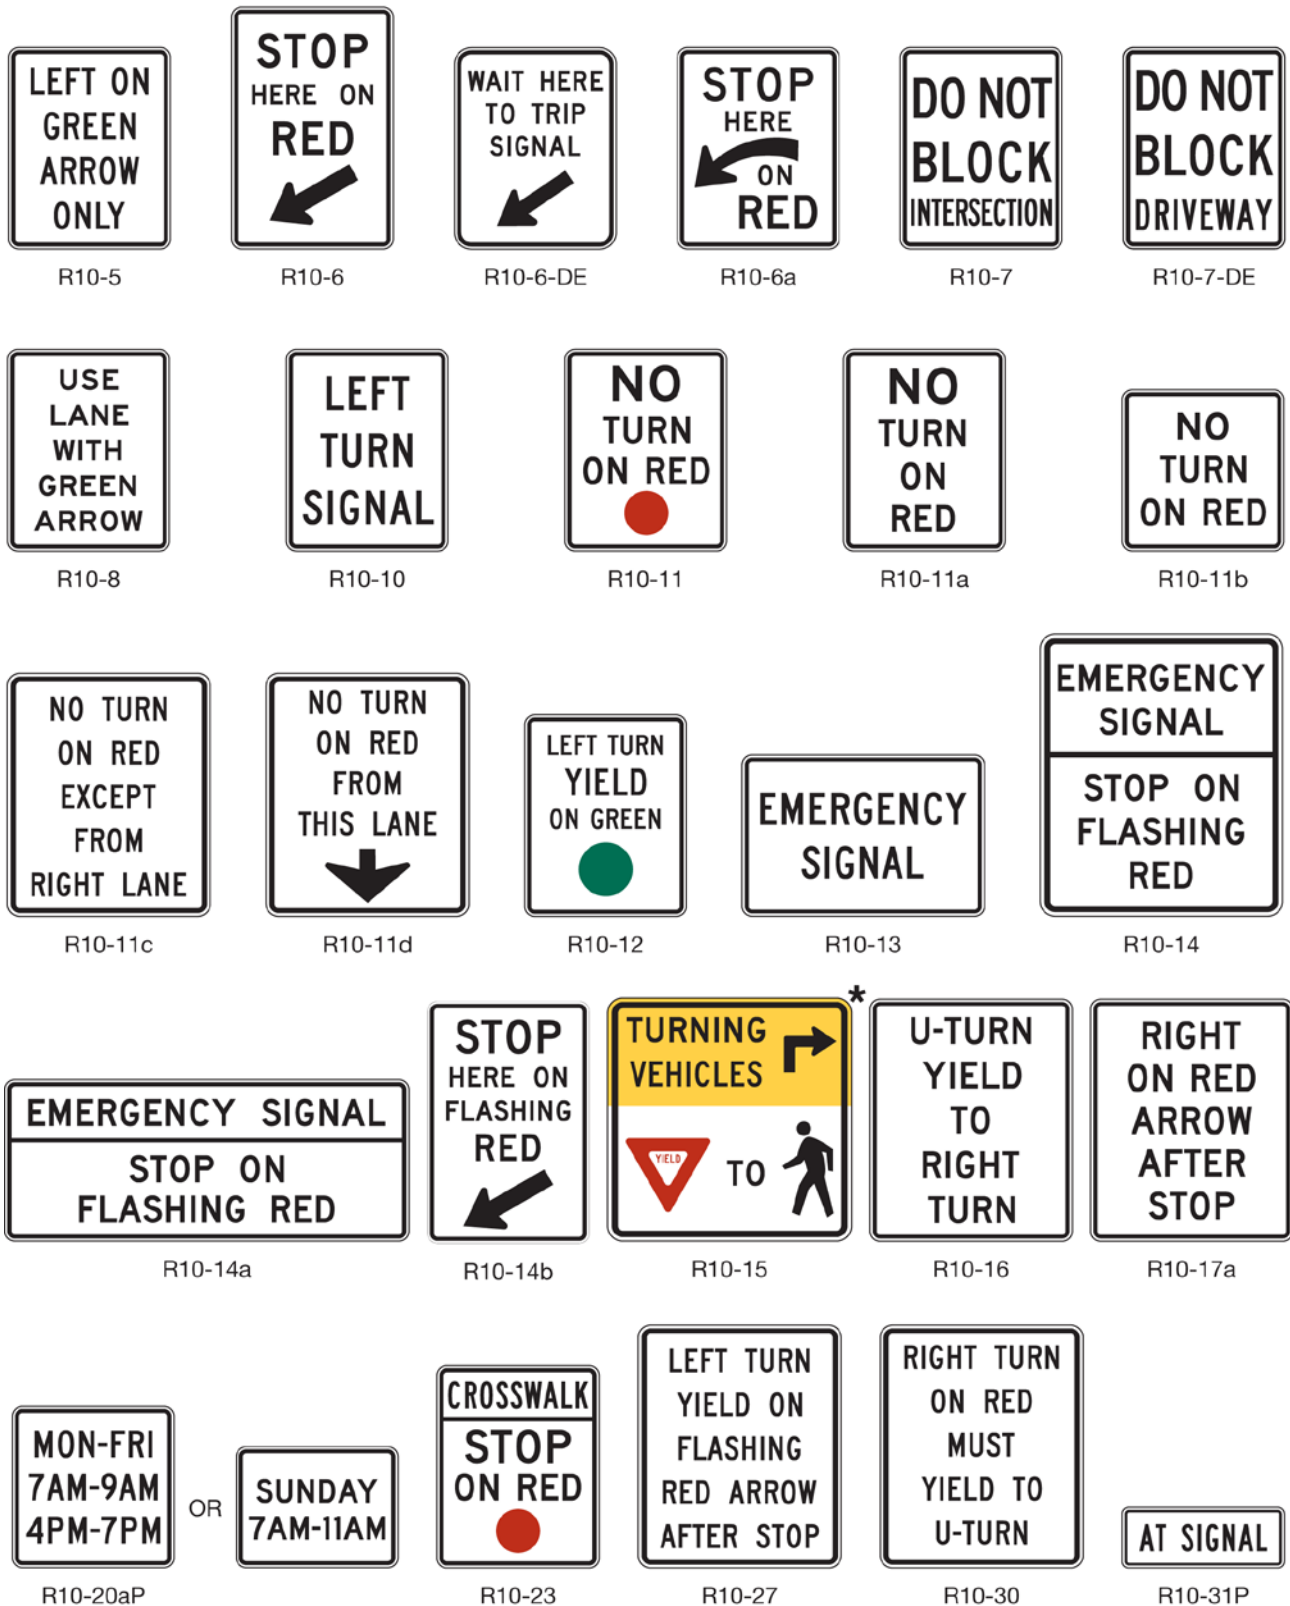 LEFT ON
GREEN
ARROW
ONLY
R10-5
STOP
HERE ON
RED
R10-6
WAIT HERE
TO TRIP
SIGNAL
R10-6-DE
STOP
HERE
ON
RED
R10-6a
DO NOT
BLOCK
INTERSECTION
R10-7
DO NOT
BLOCK
DRIVEWAY
R10-7-DE
USE
LANE
WITH
GREEN
ARROW
R10-8
LEFT
TURN
SIGNAL
R10-10
NO
TURN
ON RED
R10-11
NO
TURN
ON
RED
R10-11a
NO
TURN
ON RED
R10-11b
NO TURN
ON RED
EXCEPT
FROM
RIGHT LANE
R10-11c
NO TURN
ON RED
FROM
THIS LANE
R10-11d
LEFT TURN
YIELD
ON GREEN
R10-12
EMERGENCY
SIGNAL
R10-13
EMERGENCY
SIGNAL
STOP ON
FLASHING
RED
R10-14
EMERGENCY SIGNAL
STOP ON
FLASHING RED
R10-14a
STOP
HERE ON
FLASHING
RED
R10-14b
*
TURNING
VEHICLES
YIELD
TO
R10-15
U-TURN
YIELD
TO
RIGHT
TURN
R10-16
RIGHT
ON RED
ARROW
AFTER
STOP
R10-17a
MON-FRI
7AM-9AM
4PM-7PM
R10-20aP
OR
SUNDAY
7AM-11AM
CROSSWALK
STOP
ON RED
R10-23
LEFT TURN
YIELD ON
FLASHING
RED ARROW
AFTER STOP
R10-27
RIGHT TURN
ON RED
MUST
YIELD TO
U-TURN
R10-30
AT SIGNAL
R10-31P